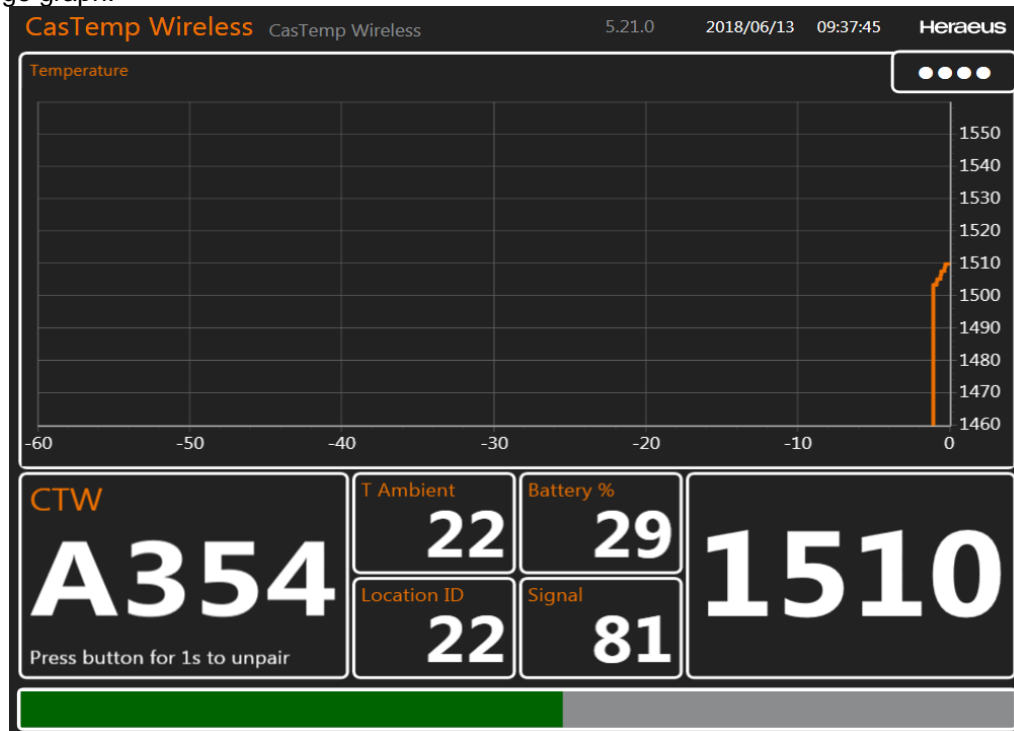 go graph.
CasTemp Wireless CasTemp Wireless 5.21.0 2018/06/13 09:37:45 Heraeus
Temperature
1550
1540
1530
1520
1510
1500
1490
1480
1470
1460
-60 -50 -40 -30 -20 -10 0
CTW
A354
Press button for 1s to unpair
T Ambient
22
Battery %
29
Location ID
22
Signal
81
1510